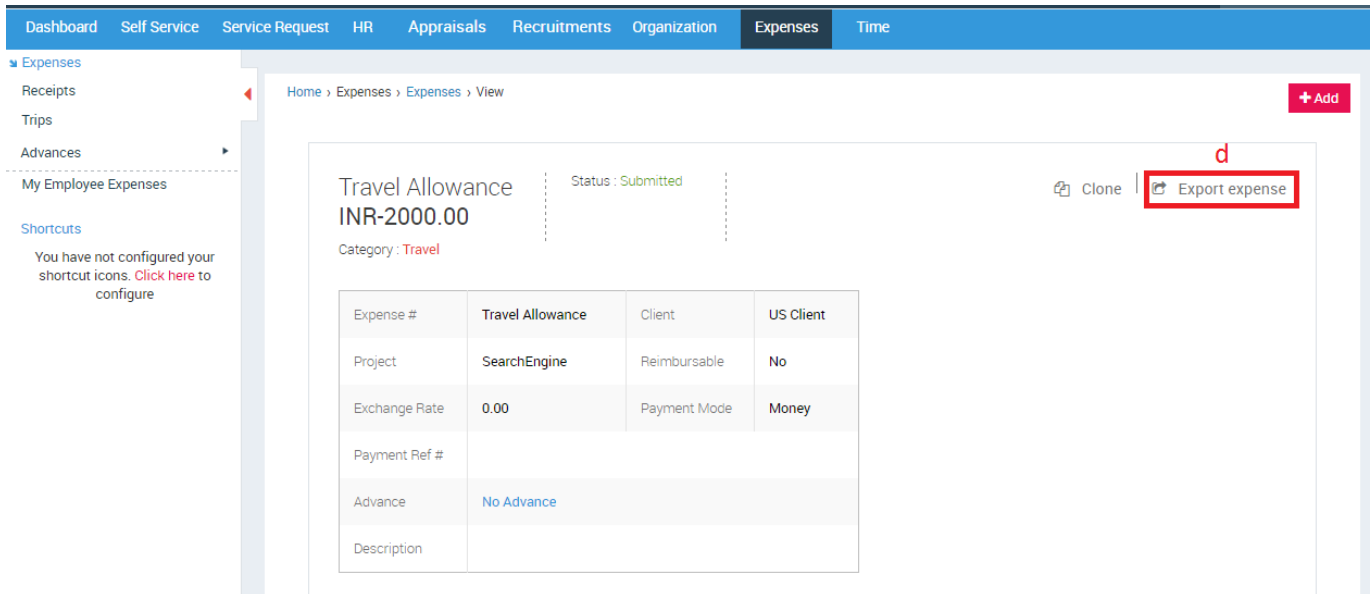 Dashboard Self Service Service Request HR Appraisals Recruitments Organization Expenses Time
Expenses
Receipts
Trips
Advances
My Employee Expenses
Shortcuts
You have not configured your
shortcut icons. Click here to
configure
Home › Expenses › Expenses › View
+ Add
d
Travel Allowance
INR-2000.00
Category : Travel
Status : Submitted
Clone | Export expense
Expense # Travel Allowance Client US Client
Project SearchEngine Reimbursable No
Exchange Rate 0.00 Payment Mode Money
Payment Ref #
Advance No Advance
Description